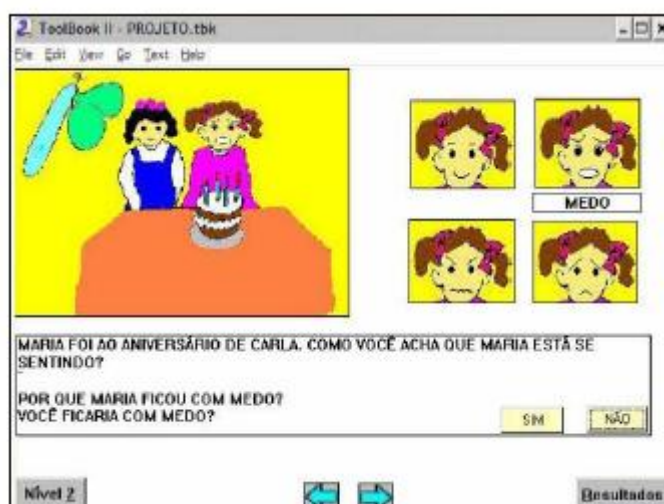 ToolBook II - PROJETO.tbk
File Edit View Go Text Help
MEDO
MARIA FOI AO ANIVERSÁRIO DE CARLA. COMO VOCÊ ACHA QUE MARIA ESTÁ SE
SENTINDO?
POR QUE MARIA FICOU COM MEDO?
VOCÊ FICARIA COM MEDO?
SIM NÃO
Nível 2 Resultados